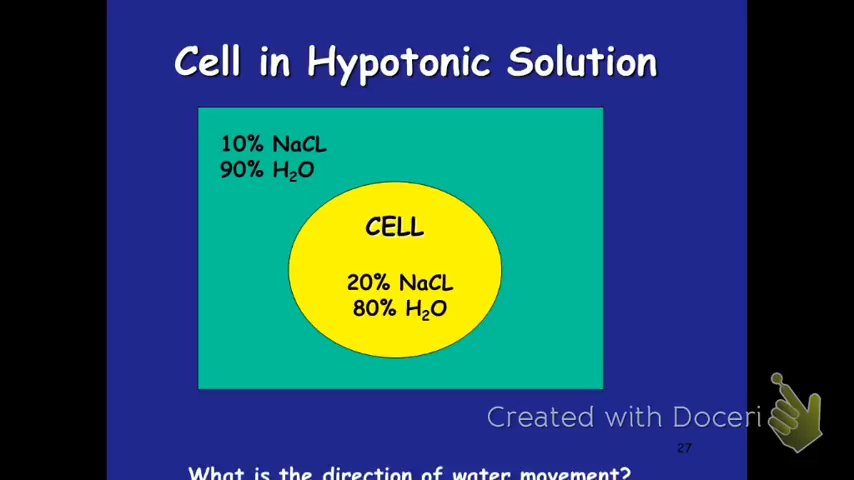 Cell in Hypotonic Solution
10% NaCL
90% H₂O
CELL
20% NaCL
80% H₂O
Created with Doceri
27
What is the direction of water movement?